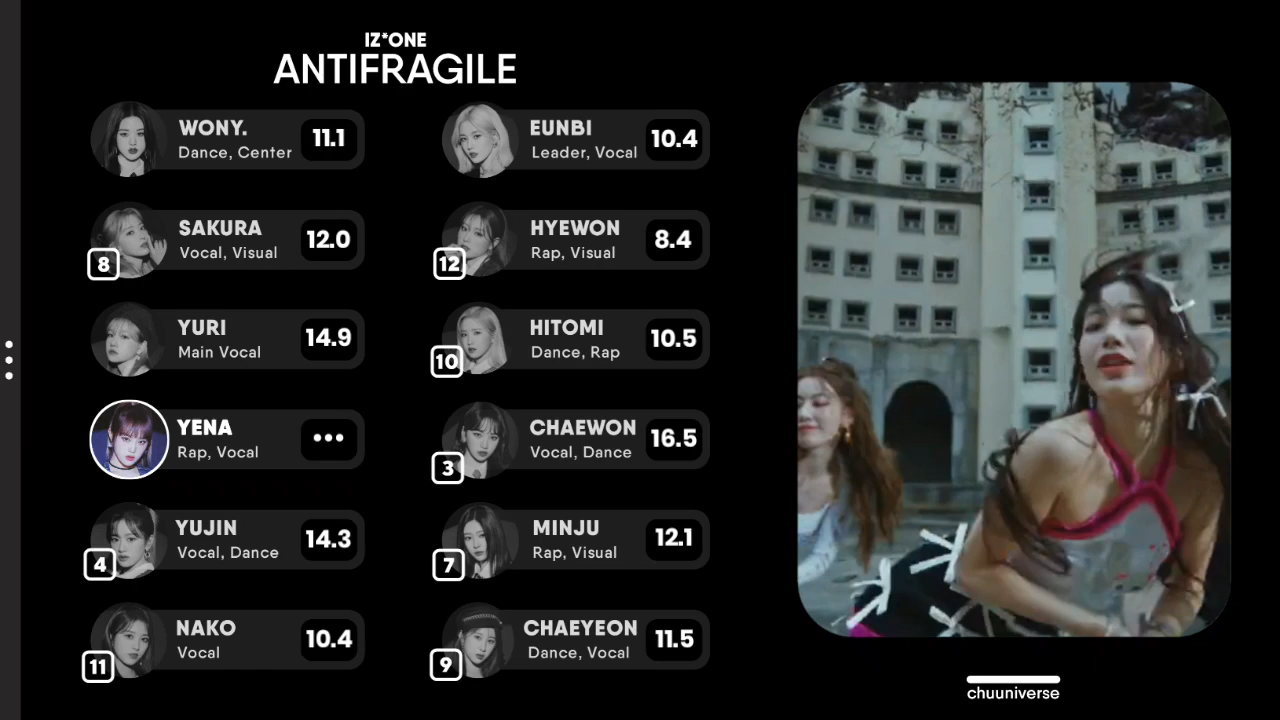 IZ*ONE
ANTIFRAGILE
WONY.
Dance, Center
11.1
SAKURA
Vocal, Visual
12.0
8
YURI
Main Vocal
14.9
YENA
Rap, Vocal
•••
YUJIN
Vocal, Dance
14.3
4
NAKO
Vocal
10.4
11
EUNBI
Leader, Vocal
10.4
HYEWON
Rap, Visual
8.4
12
HITOMI
Dance, Rap
10.5
10
CHAEWON
Vocal, Dance
16.5
3
MINJU
Rap, Visual
12.1
7
CHAEYEON
Dance, Vocal
11.5
9
chuuniverse